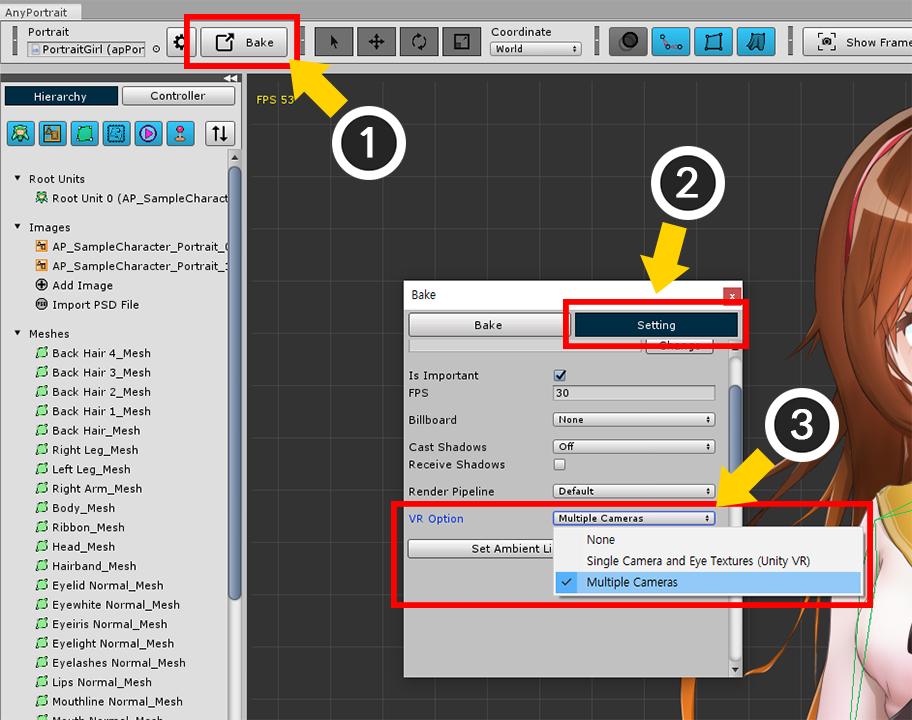 AnyPortrait
Portrait
PortraitGirl (apPort
Bake
Coordinate
World
Show Frame
Hierarchy
Controller
FPS 53
1
2
3
Root Units
Root Unit 0 (AP_SampleCharact
Images
AP_SampleCharacter_Portrait_0
AP_SampleCharacter_Portrait_1
Add Image
Import PSD File
Meshes
Back Hair 4_Mesh
Back Hair 3_Mesh
Back Hair 2_Mesh
Back Hair 1_Mesh
Back Hair_Mesh
Right Leg_Mesh
Left Leg_Mesh
Right Arm_Mesh
Body_Mesh
Ribbon_Mesh
Head_Mesh
Hairband_Mesh
Eyelid Normal_Mesh
Eyewhite Normal_Mesh
Eyeiris Normal_Mesh
Eyelight Normal_Mesh
Eyelashes Normal_Mesh
Lips Normal_Mesh
Mouthline Normal_Mesh
Mouth Normal_Mesh
Bake
x
Bake
Setting
Change
Is Important
FPS
30
Billboard
None
Cast Shadows
Off
Receive Shadows
Render Pipeline
Default
VR Option
Multiple Cameras
None
Set Ambient Li
Single Camera and Eye Textures (Unity VR)
Multiple Cameras